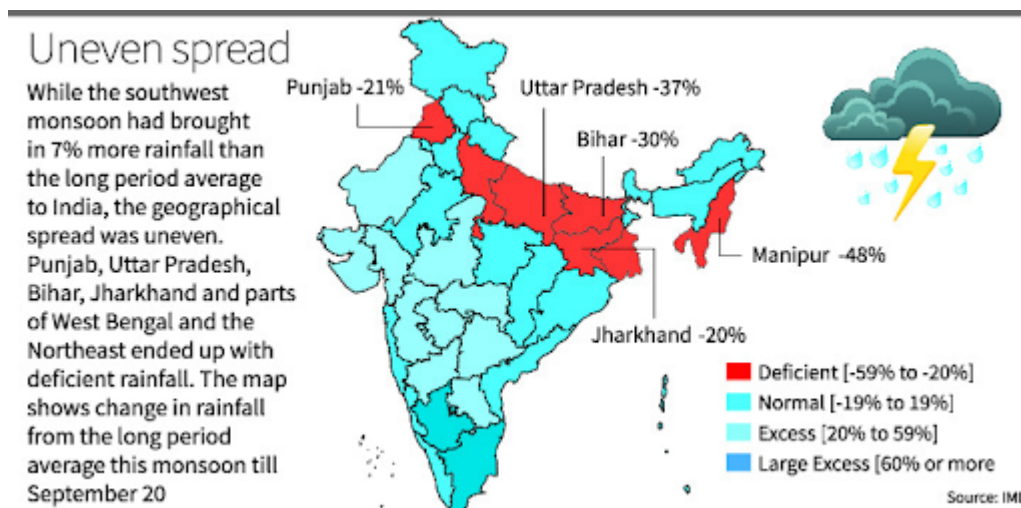 Uneven spread
While the southwest
monsoon had brought
in 7% more rainfall than
the long period average
to India, the geographical
spread was uneven.
Punjab, Uttar Pradesh,
Bihar, Jharkhand and parts
of West Bengal and the
Northeast ended up with
deficient rainfall. The map
shows change in rainfall
from the long period
average this monsoon till
September 20
Punjab -21%
Uttar Pradesh -37%
Bihar -30%
Manipur -48%
Jharkhand -20%
Deficient [-59% to -20%]
Normal [-19% to 19%]
Excess [20% to 59%]
Large Excess [60% or more
Source: IM